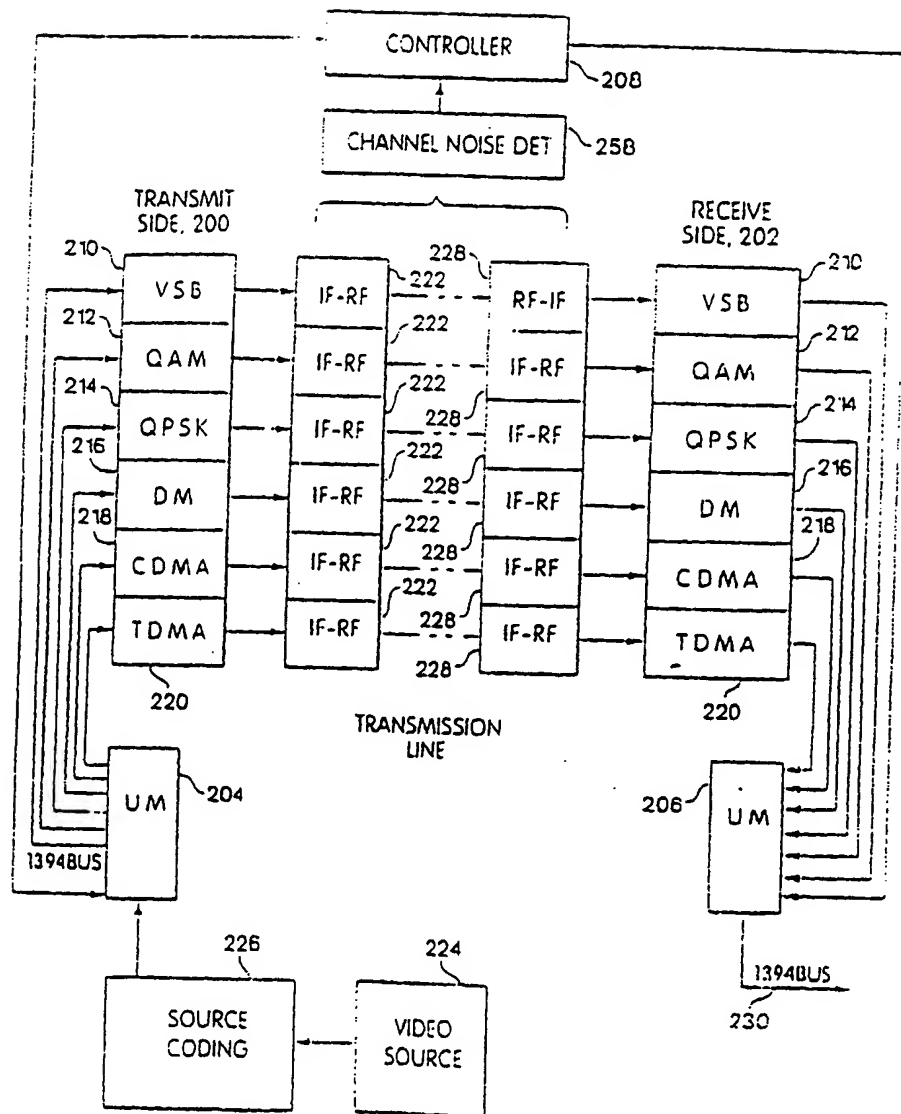 CONTROLLER
208
CHANNEL NOISE DET
258
TRANSMIT
SIDE, 200
RECEIVE
SIDE, 202
210
VSB
222
IF-RF
228
RF-IF
210
VSB
212
QAM
222
IF-RF
IF-RF
212
QAM
214
QPSK
222
IF-RF
228
IF-RF
214
QPSK
216
DM
222
IF-RF
228
IF-RF
216
DM
218
CDMA
222
IF-RF
228
IF-RF
218
CDMA
TDMA
222
IF-RF
228
IF-RF
228
TDMA
220
220
TRANSMISSION
LINE
UM
204
206
UM
1394BUS
226
224
SOURCE
CODING
VIDEO
SOURCE
1394BUS
230